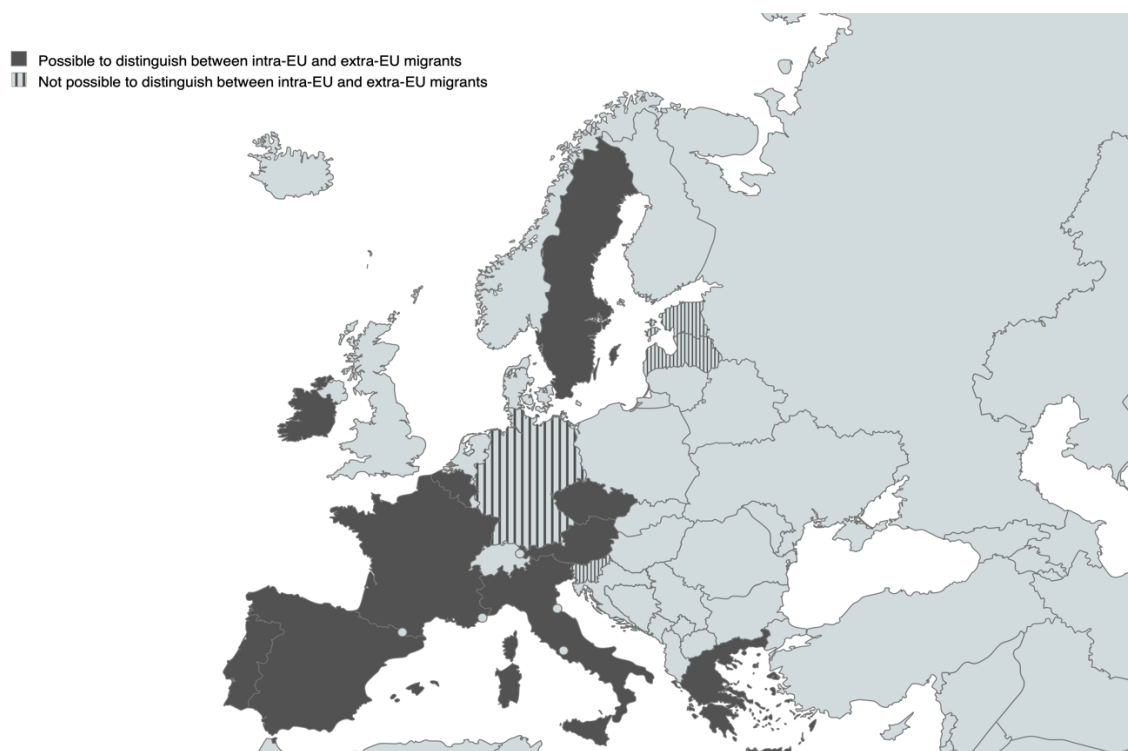 Possible to distinguish between intra-EU and extra-EU migrants
Not possible to distinguish between intra-EU and extra-EU migrants